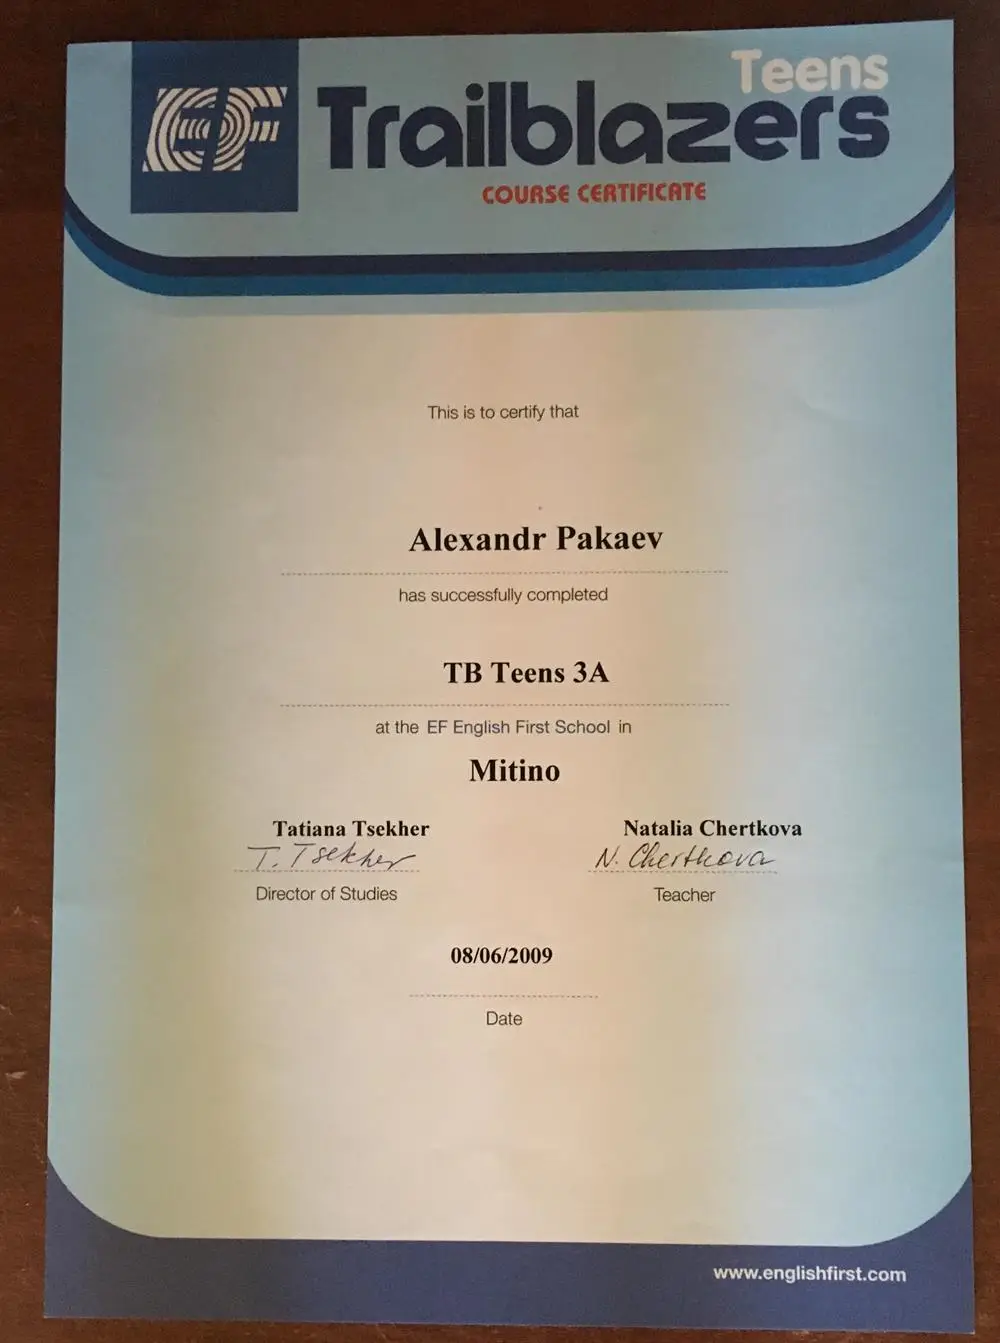 EF
Teens
Trailblazers
COURSE CERTIFICATE
This is to certify that
Alexandr Pakaev
has successfully completed
TB Teens 3A
at the EF English First School in
Mitino
Tatiana Tsekher
T. Tsekher
Director of Studies
Natalia Chertkova
N. Chertkova
Teacher
08/06/2009
Date
www.englishfirst.com